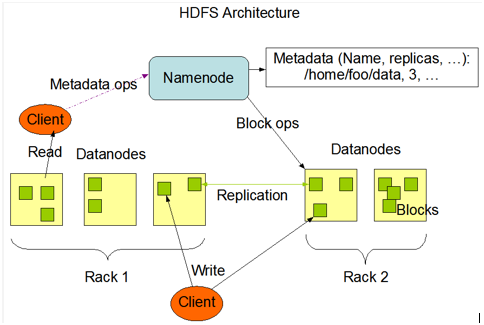 HDFS Architecture
Metadata (Name, replicas, …):
/home/foo/data, 3, …
Namenode
Metadata ops
Client
Block ops
Read
Datanodes
Datanodes
Replication
Blocks
Rack 1
Write
Rack 2
Client